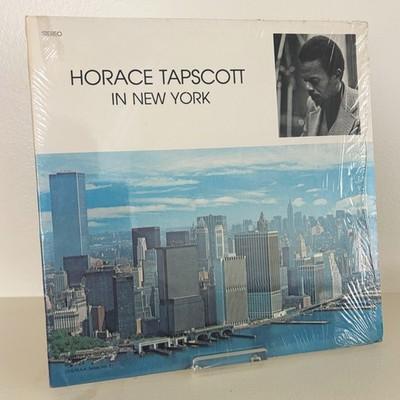 STEREO
HORACE TAPSCOTT
IN NEW YORK